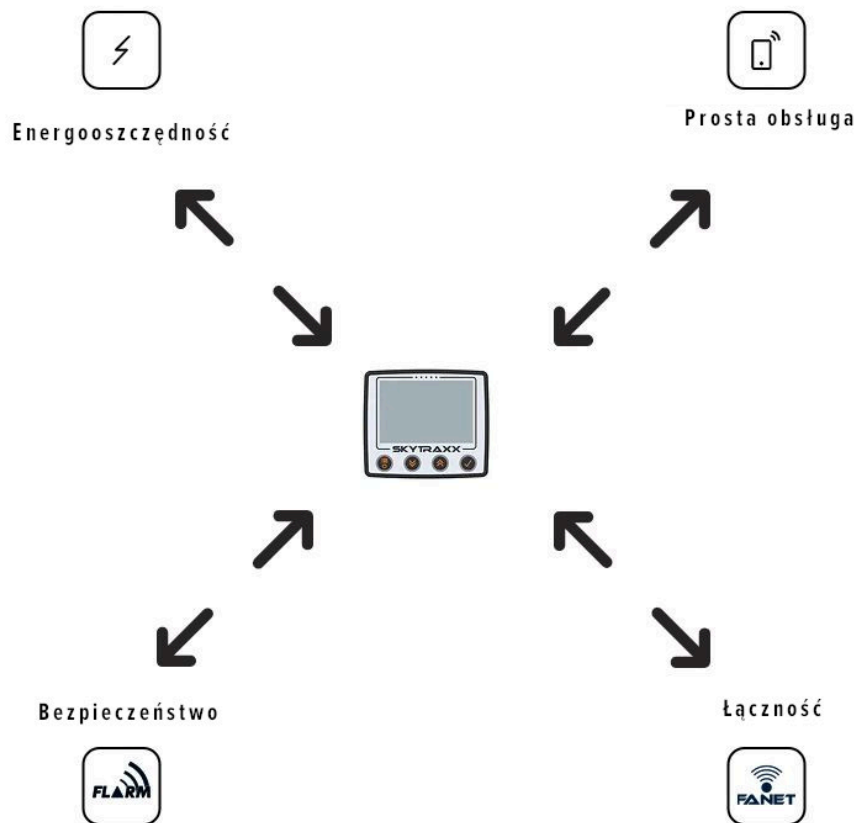 Energooszczędność
Prosta obsługa
SKYTRAXX
Bezpieczeństwo
Łączność
FLARM
FANET